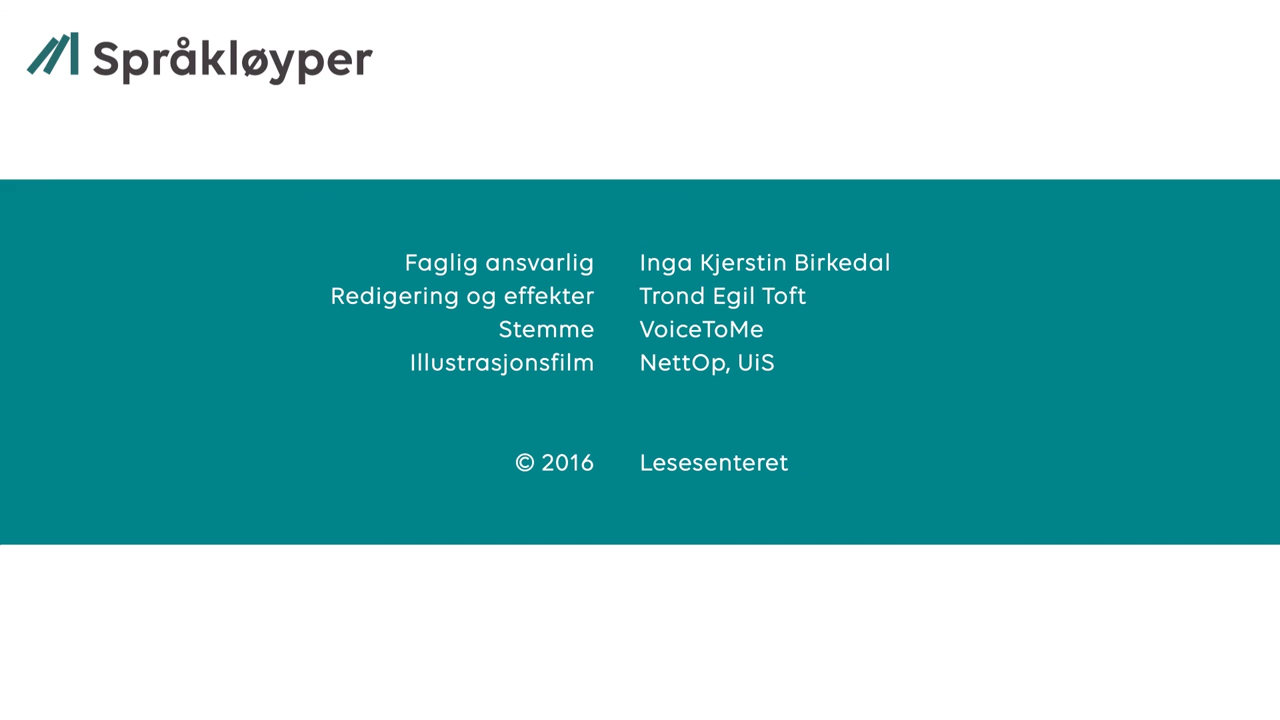 Språkløyper
Faglig ansvarlig Inga Kjerstin Birkedal
Redigering og effekter Trond Egil Toft
Stemme VoiceToMe
Illustrasjonsfilm NettOp, UiS
© 2016 Lesesenteret